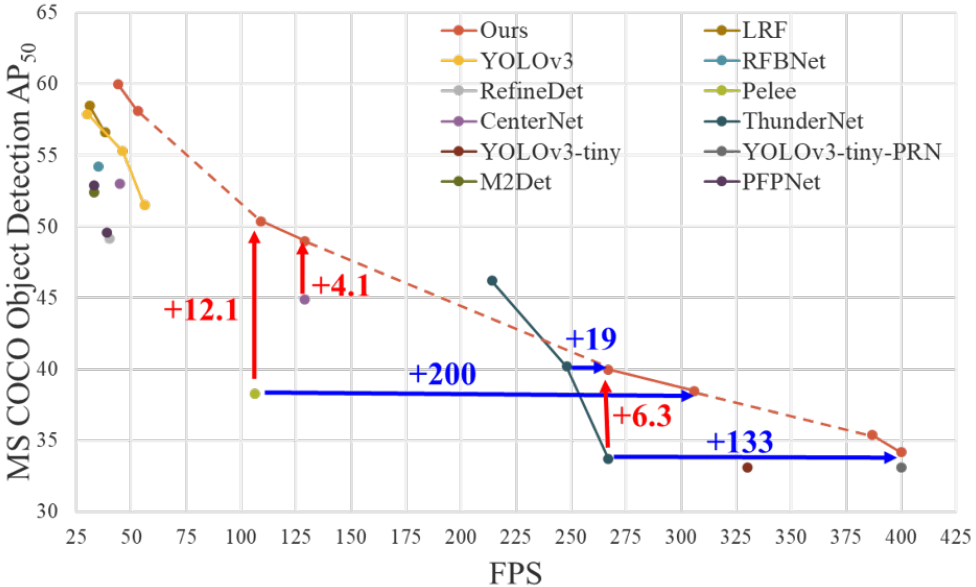 MS COCO Object Detection AP50
65
60
55
50
45
40
35
30
Ours
LRF
YOLOv3
RFBNet
RefineDet
Pelee
CenterNet
ThunderNet
YOLOv3-tiny
YOLOv3-tiny-PRN
M2Det
PFPNet
+12.1
+4.1
+19
+200
+6.3
+133
25 50 75 100 125 150 175 200 225 250 275 300 325 350 375 400 425
FPS